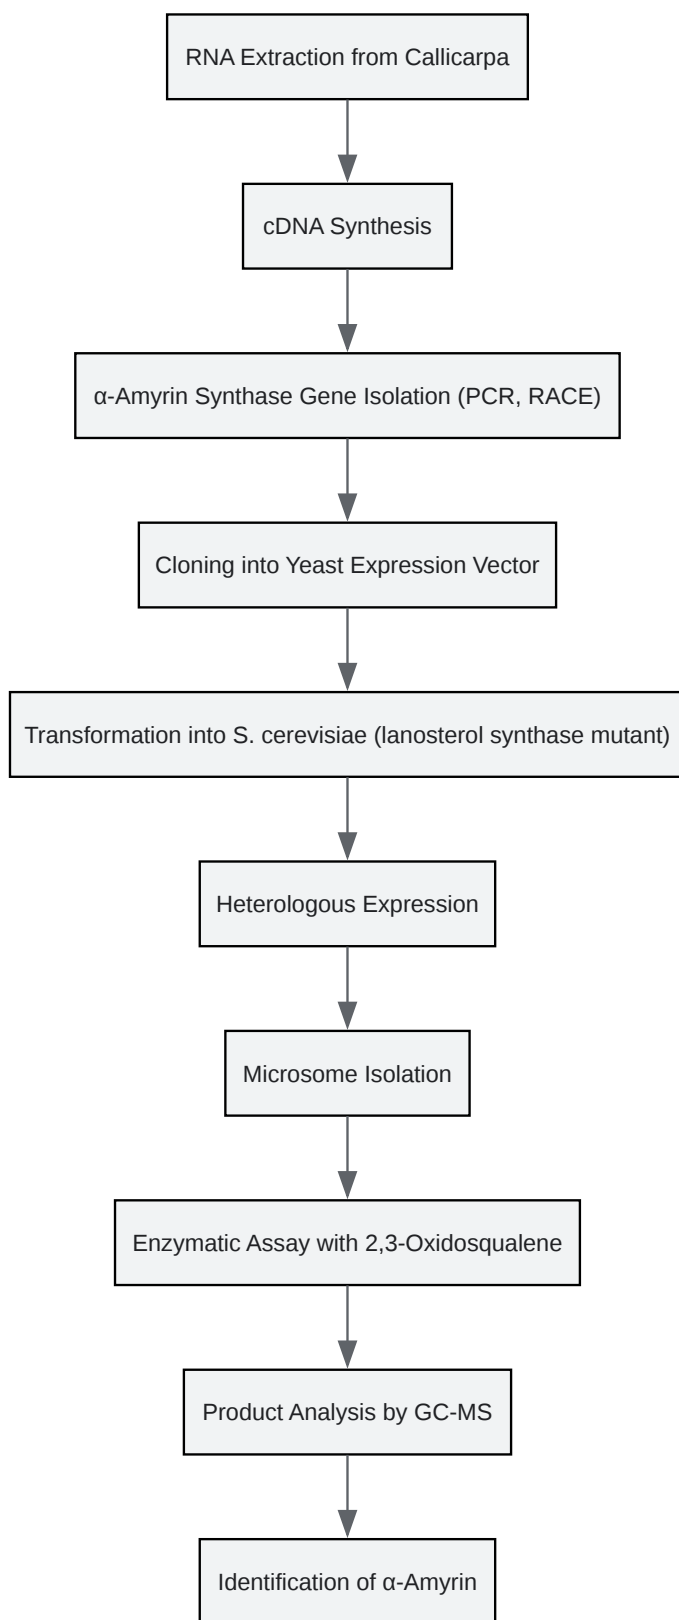 RNA Extraction from Callicarpa
cDNA Synthesis
α-Amyrin Synthase Gene Isolation (PCR, RACE)
Cloning into Yeast Expression Vector
Transformation into S. cerevisiae (lanosterol synthase mutant)
Heterologous Expression
Microsome Isolation
Enzymatic Assay with 2,3-Oxidosqualene
Product Analysis by GC-MS
Identification of α-Amyrin